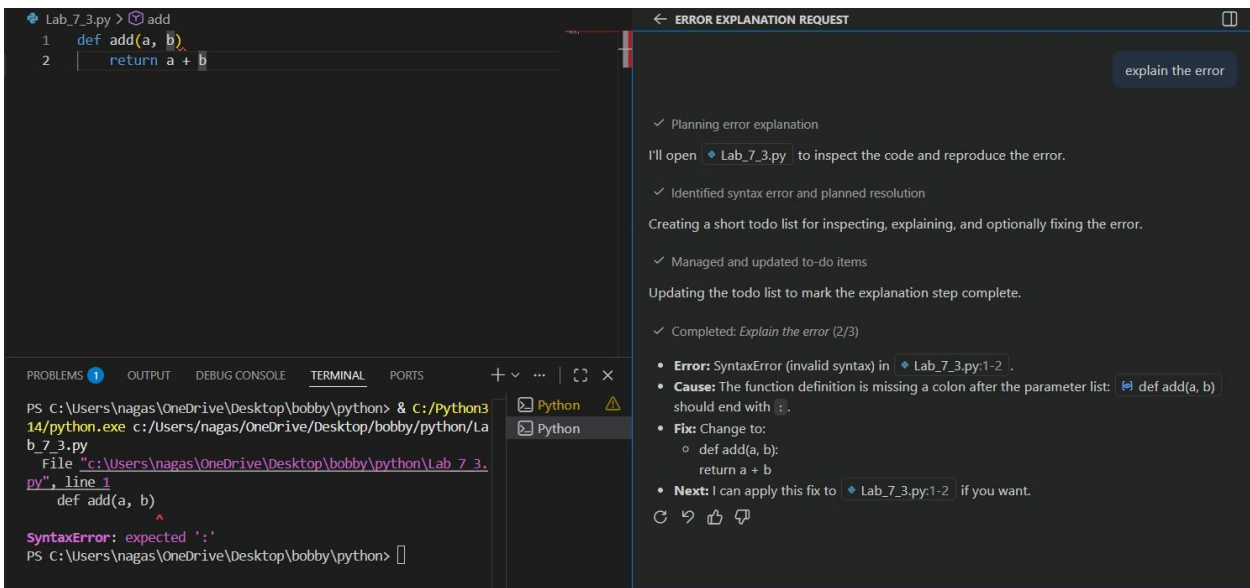 Lab_7_3.py > add
1 def add(a, b)
2 return a + b
PROBLEMS 1 OUTPUT DEBUG CONSOLE TERMINAL PORTS
PS C:\Users\nagas\OneDrive\Desktop\bobby\python> & C:/Python3
14/python.exe c:/Users/nagas/OneDrive/Desktop/bobby/python/La
b_7_3.py
File "c:\Users\nagas\OneDrive\Desktop\bobby\python\Lab_7_3.
py", line 1
def add(a, b)
^
SyntaxError: expected ':'
PS C:\Users\nagas\OneDrive\Desktop\bobby\python>
Python
Python
ERROR EXPLANATION REQUEST
explain the error
Planning error explanation
I'll open Lab_7_3.py to inspect the code and reproduce the error.
Identified syntax error and planned resolution
Creating a short todo list for inspecting, explaining, and optionally fixing the error.
Managed and updated to-do items
Updating the todo list to mark the explanation step complete.
Completed: Explain the error (2/3)
• Error: SyntaxError (invalid syntax) in Lab_7_3.py:1-2 .
• Cause: The function definition is missing a colon after the parameter list: def add(a, b)
should end with : .
• Fix: Change to:
○ def add(a, b):
return a + b
• Next: I can apply this fix to Lab_7_3.py:1-2 if you want.